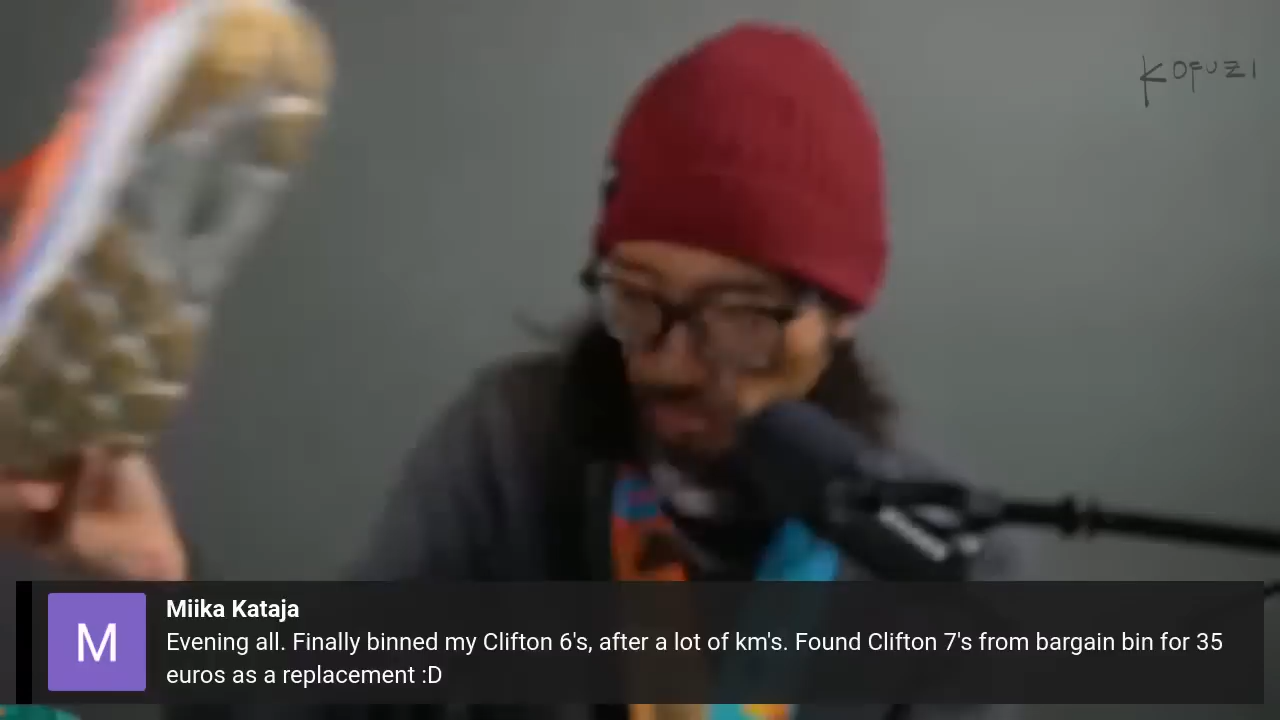 KOFUZI
M
Miika Kataja
Evening all. Finally binned my Clifton 6's, after a lot of km's. Found Clifton 7's from bargain bin for 35
euros as a replacement :D